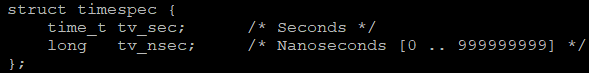 struct timespec {
    time_t tv_sec;        /* Seconds */
    long   tv_nsec;       /* Nanoseconds [0 .. 999999999] */
};